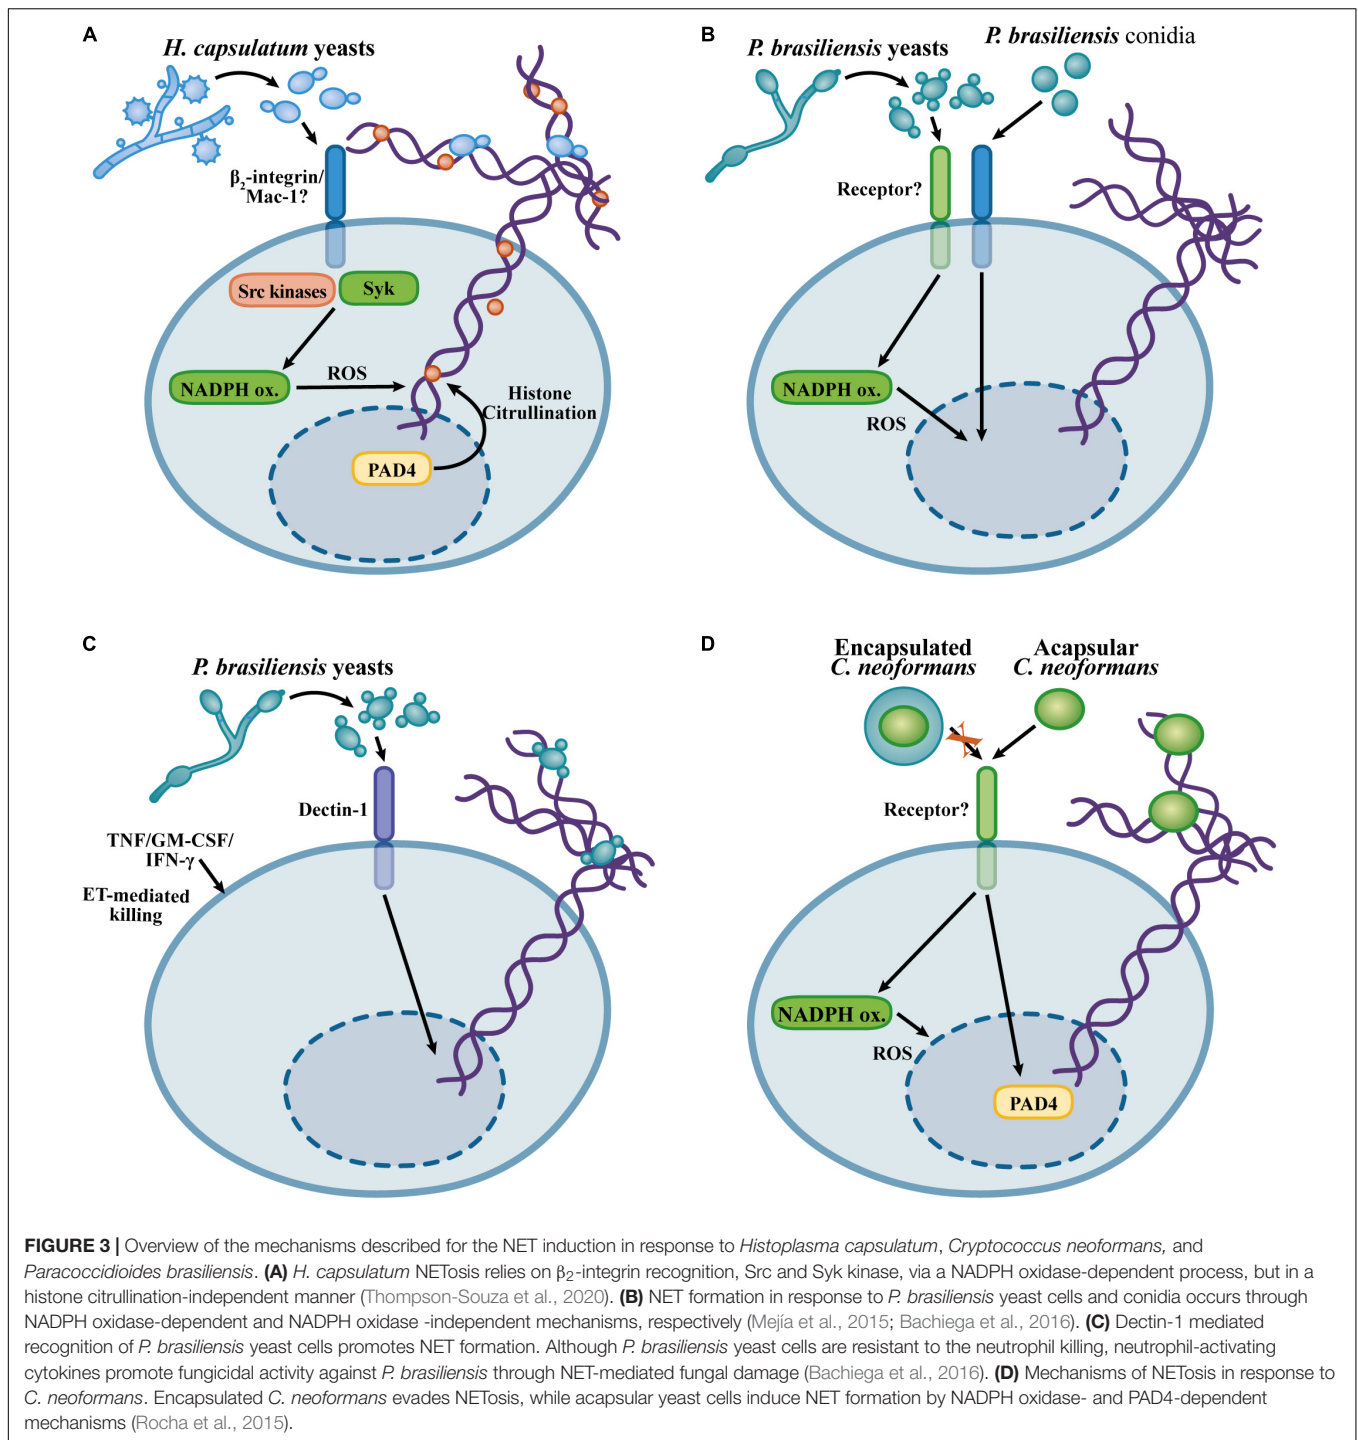 A
H. capsulatum yeasts
β2-integrin/
Mac-1?
Src kinases
Syk
NADPH ox.
ROS
Histone
Citrullination
PAD4
B
P. brasiliensis yeasts
P. brasiliensis conidia
Receptor?
NADPH ox.
ROS
C
P. brasiliensis yeasts
Dectin-1
TNF/GM-CSF/
IFN-γ
ET-mediated
killing
D
Encapsulated
C. neoformans
Acapsular
C. neoformans
Receptor?
NADPH ox.
ROS
PAD4
FIGURE 3 | Overview of the mechanisms described for the NET induction in response to Histoplasma capsulatum, Cryptococcus neoformans, and
Paracoccidioides brasiliensis. (A) H. capsulatum NETosis relies on β2-integrin recognition, Src and Syk kinase, via a NADPH oxidase-dependent process, but in a
histone citrullination-independent manner (Thompson-Souza et al., 2020). (B) NET formation in response to P. brasiliensis yeast cells and conidia occurs through
NADPH oxidase-dependent and NADPH oxidase -independent mechanisms, respectively (Mejía et al., 2015; Bachiega et al., 2016). (C) Dectin-1 mediated
recognition of P. brasiliensis yeast cells promotes NET formation. Although P. brasiliensis yeast cells are resistant to the neutrophil killing, neutrophil-activating
cytokines promote fungicidal activity against P. brasiliensis through NET-mediated fungal damage (Bachiega et al., 2016). (D) Mechanisms of NETosis in response to
C. neoformans. Encapsulated C. neoformans evades NETosis, while acapsular yeast cells induce NET formation by NADPH oxidase- and PAD4-dependent
mechanisms (Rocha et al., 2015).